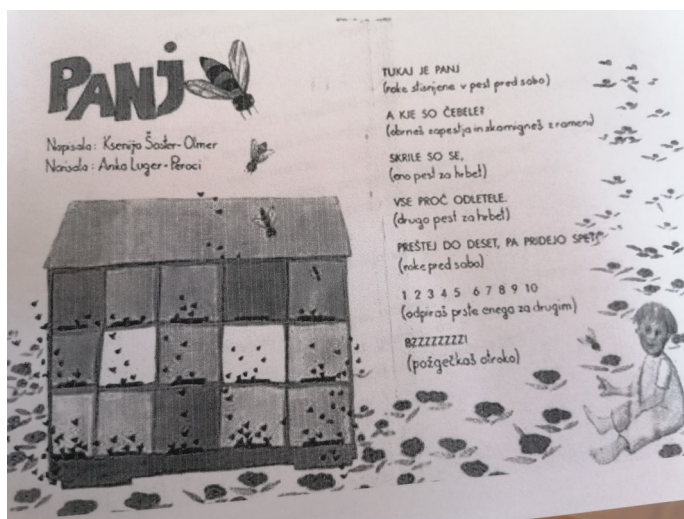 PANJ
Napisala: Ksenija Šoster-Olmer
Narisala: Anka Luger-Peroci
TUKAJ JE PANJ
(roke stisnjene v pest pred sabo)
A KJE SO ČEBELE?
(obrneš zapestja in skomigneš z rameni)
SKRILE SO SE,
(eno pest za hrbet)
VSE PROČ ODLETELE.
(drugo pest za hrbet)
PREŠTEJ DO DESET, PA PRIDEJO SPET!
(roke pred sabo)
1 2 3 4 5 6 7 8 9 10
(odpiraš prste enega za drugim)
BZZZZZZZZ!
(požgečkaš otroka)